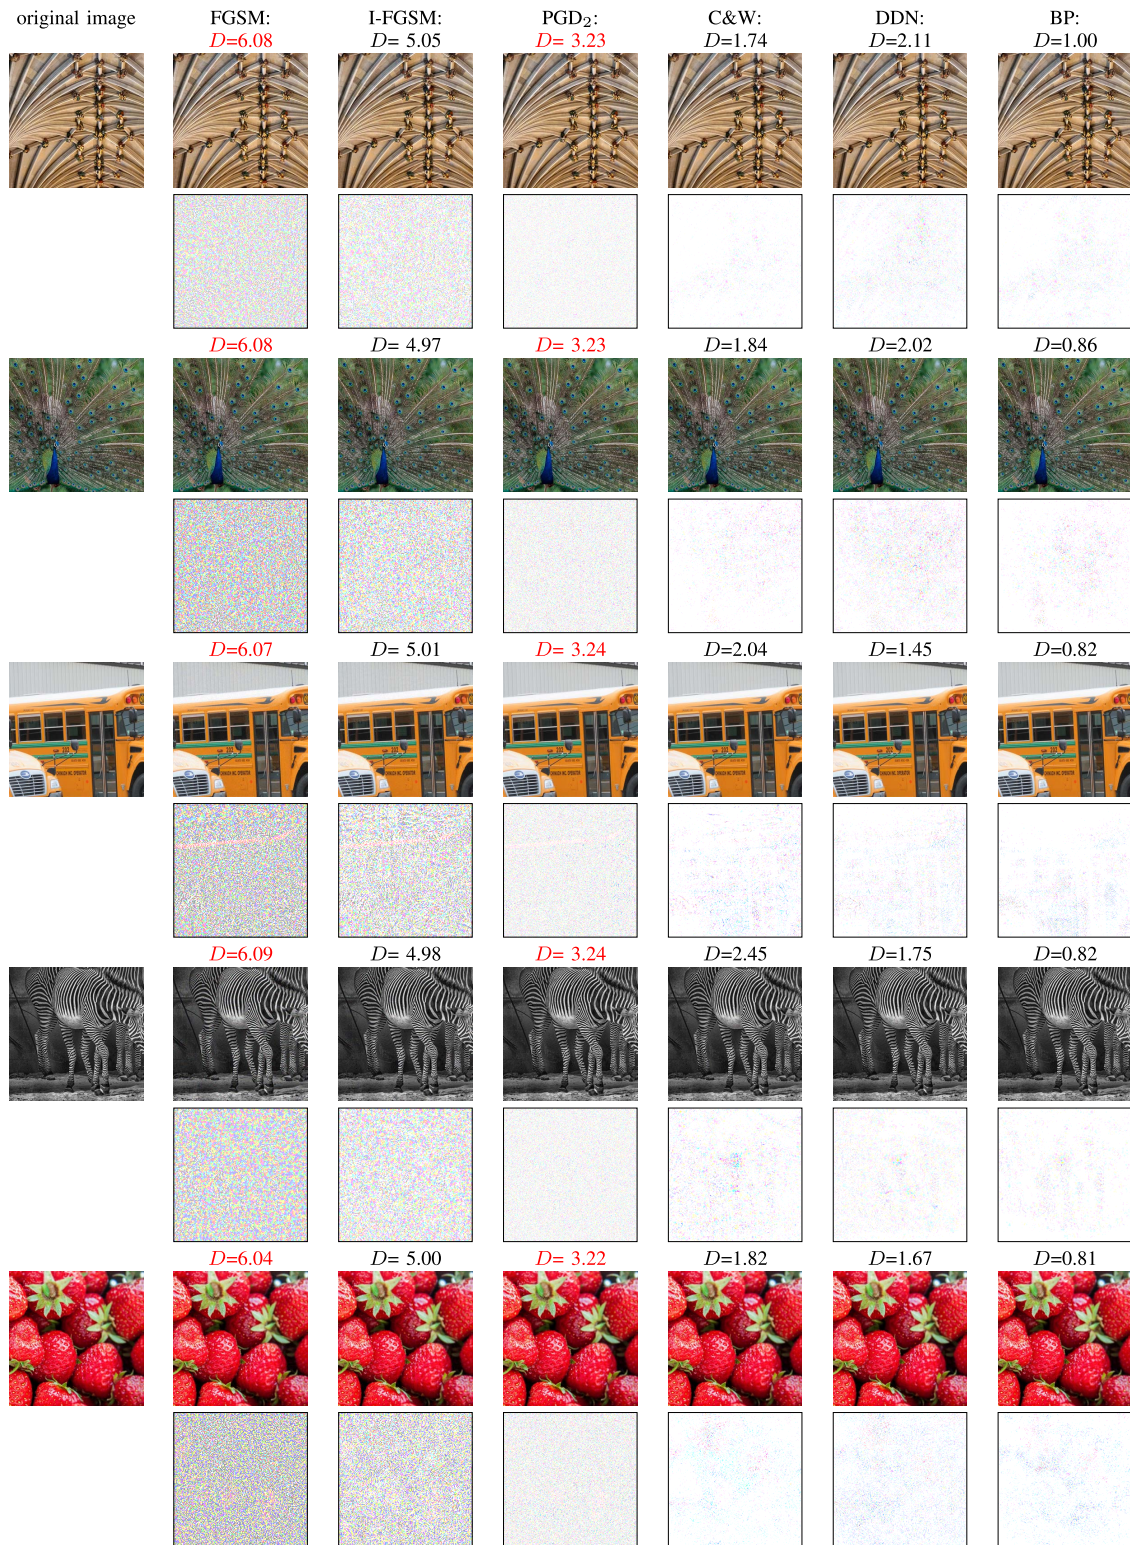 original image FGSM: I-FGSM: PGD₂: C&W: DDN: BP:
D=6.08 D= 5.05 D= 3.23 D=1.74 D=2.11 D=1.00
D=6.08 D= 4.97 D= 3.23 D=1.84 D=2.02 D=0.86
D=6.07 D= 5.01 D= 3.24 D=2.04 D=1.45 D=0.82
D=6.09 D= 4.98 D= 3.24 D=2.45 D=1.75 D=0.82
D=6.04 D= 5.00 D= 3.22 D=1.82 D=1.67 D=0.81